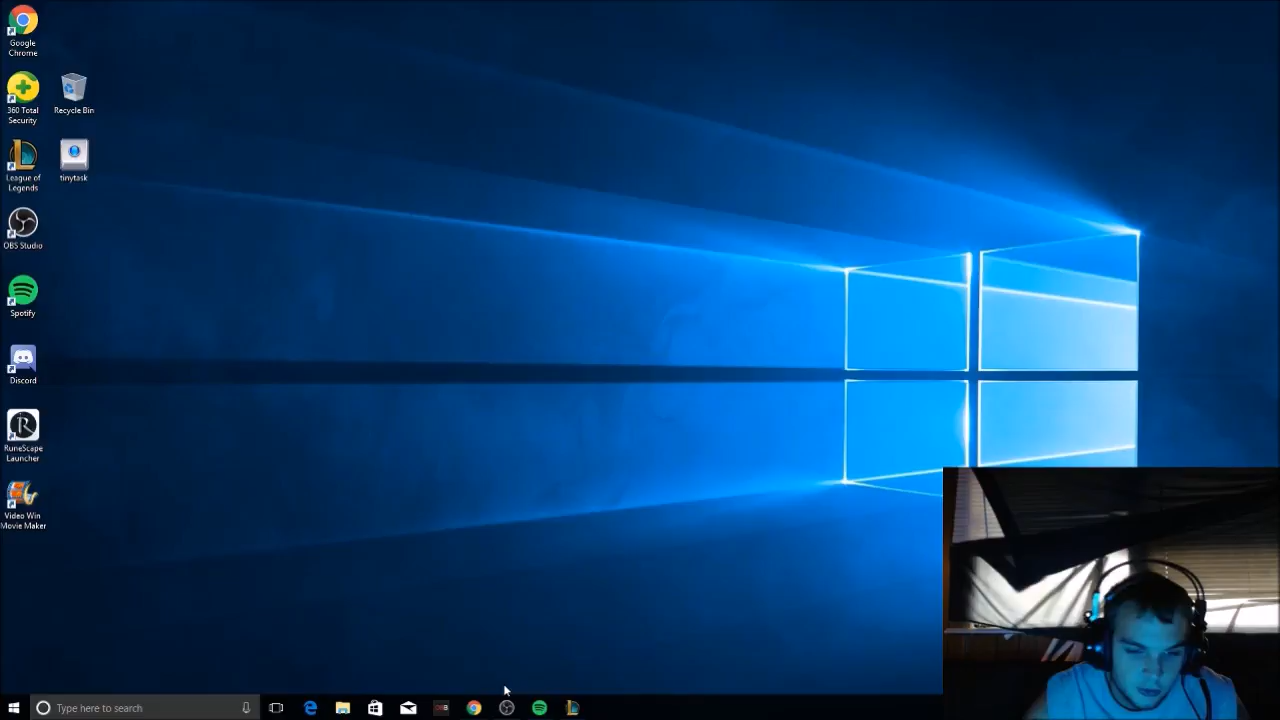 Google
Chrome
360 Total
Security
Recycle Bin
League of
Legends
tinytask
OBS Studio
Spotify
Discord
RuneScape
Launcher
Video Win
Movie Maker
Type here to search